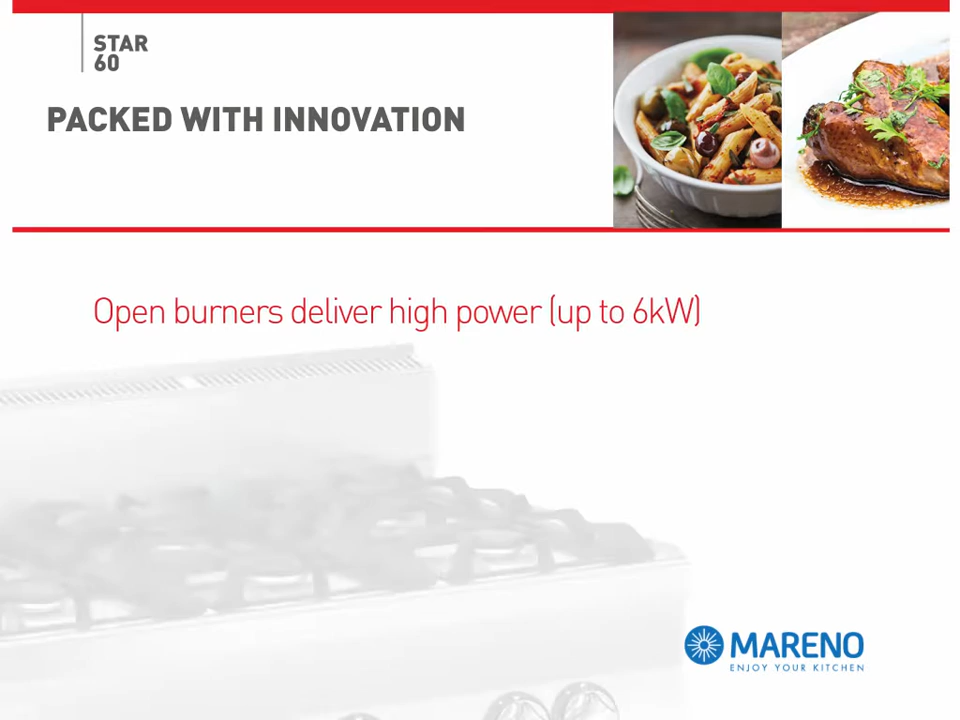 STAR
60
PACKED WITH INNOVATION
Open burners deliver high power (up to 6kW)
MARENO
ENJOY YOUR KITCHEN